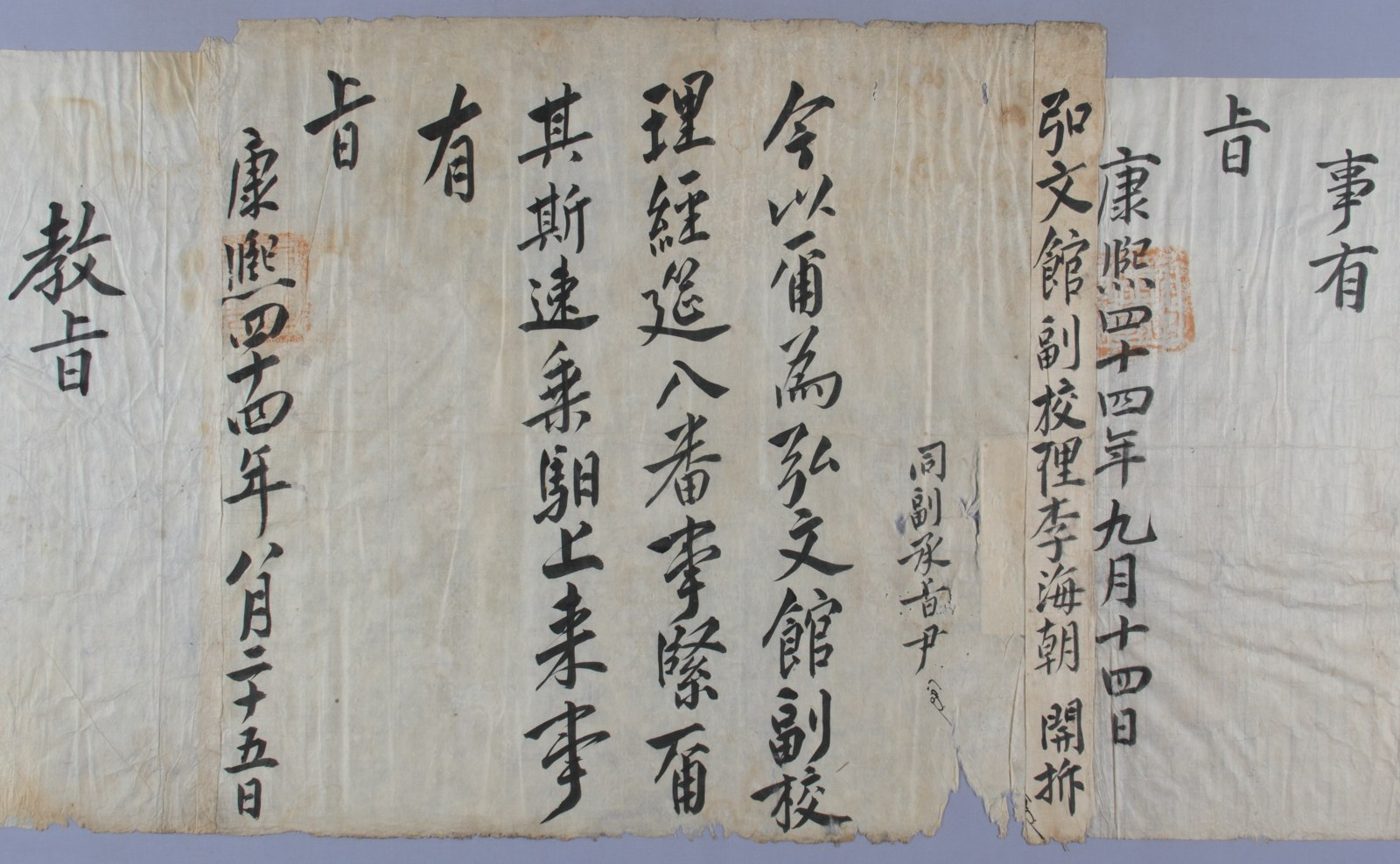 事有
旨
康熙四十四年九月十四日
弘文館副校理李海朝 開拆
同副承旨尹
今以爾爲弘文館副校
理經筵入番事緊爾
其斯速乘馹上来事
有
旨
康熙四十四年八月二十五日
教旨